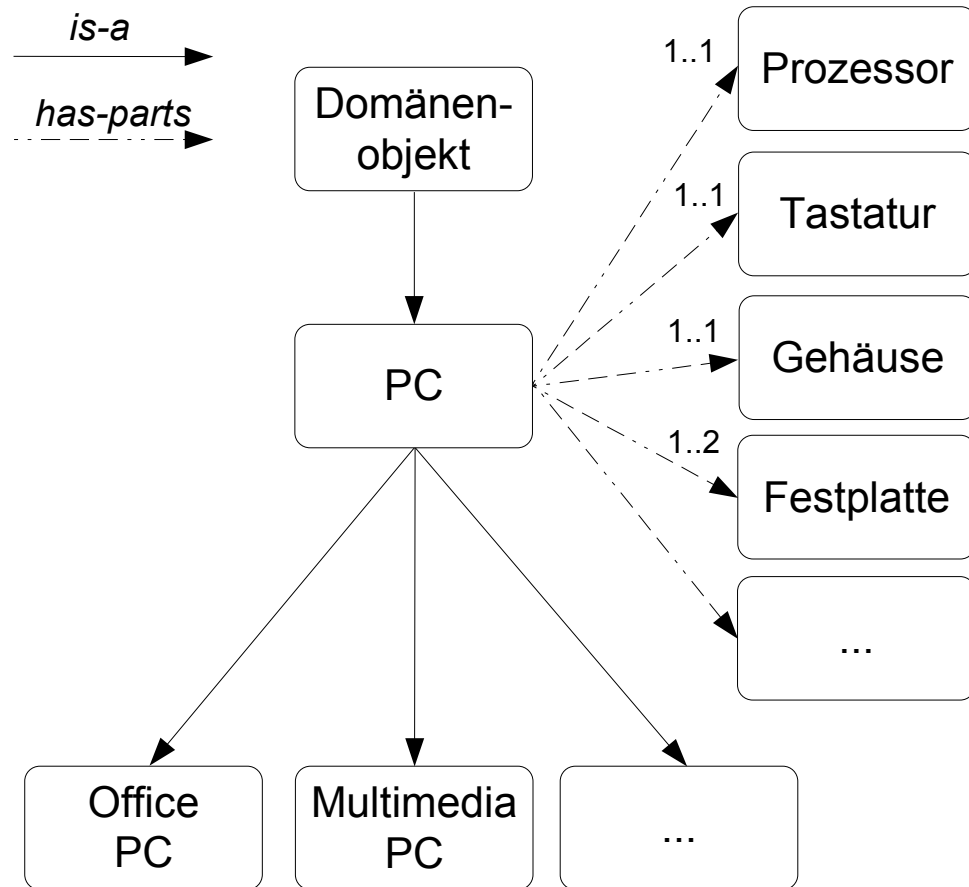 is-a
has-parts
Domänen-
objekt
PC
Office
PC
Multimedia
PC
...
1..1
Prozessor
1..1
Tastatur
1..1
Gehäuse
1..2
Festplatte
...